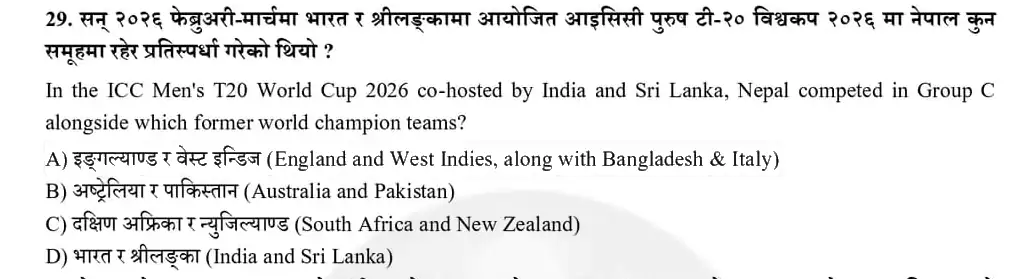 29. सन् २०२६ फेब्रुअरी-मार्चमा भारत र श्रीलङ्कामा आयोजित आइसिसी पुरुष टी-२० विश्वकप २०२६ मा नेपाल कुन
समूहमा रहेर प्रतिस्पर्धा गरेको थियो ?
In the ICC Men's T20 World Cup 2026 co-hosted by India and Sri Lanka, Nepal competed in Group C
alongside which former world champion teams?
A) इङ्गल्याण्ड र वेस्ट इन्डिज (England and West Indies, along with Bangladesh & Italy)
B) अष्ट्रेलिया र पाकिस्तान (Australia and Pakistan)
C) दक्षिण अफ्रिका र न्युजिल्याण्ड (South Africa and New Zealand)
D) भारत र श्रीलङ्का (India and Sri Lanka)